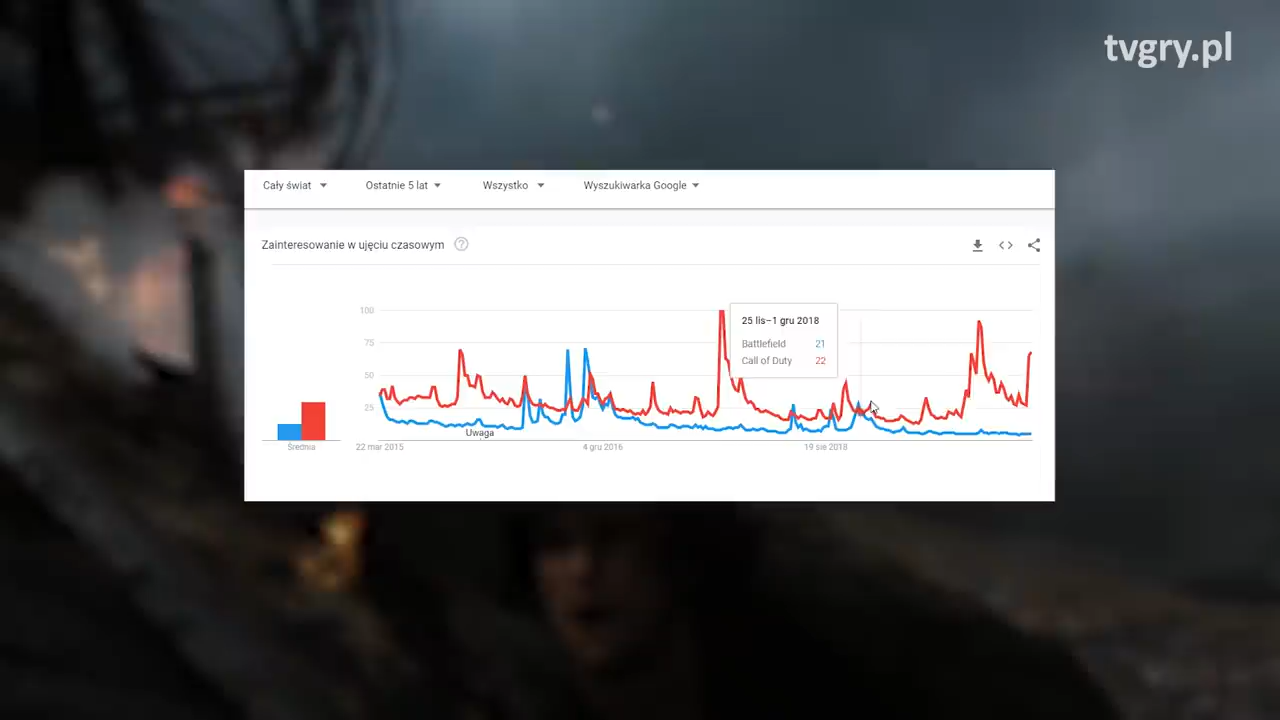 tvgry.pl
Cały świat Ostatnie 5 lat Wszystko Wyszukiwarka Google
Zainteresowanie w ujęciu czasowym ?
100
75
50
25
25 lis–1 gru 2018
Battlefield 21
Call of Duty 22
Uwaga
Średnia 22 mar 2015 4 gru 2016 19 sie 2018